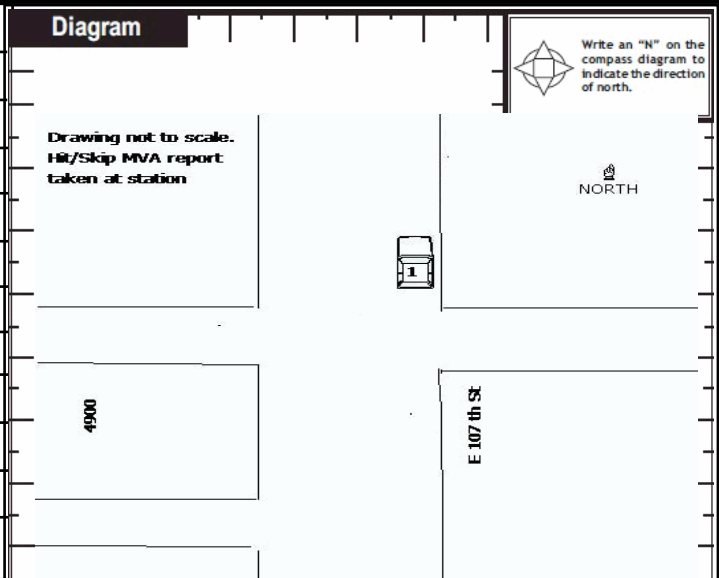 Diagram
Write an “N” on the
compass diagram to
indicate the direction
of north.
Drawing not to scale.
Hit/Skip MVA report
taken at station
NORTH
1
4900
E 107 th St